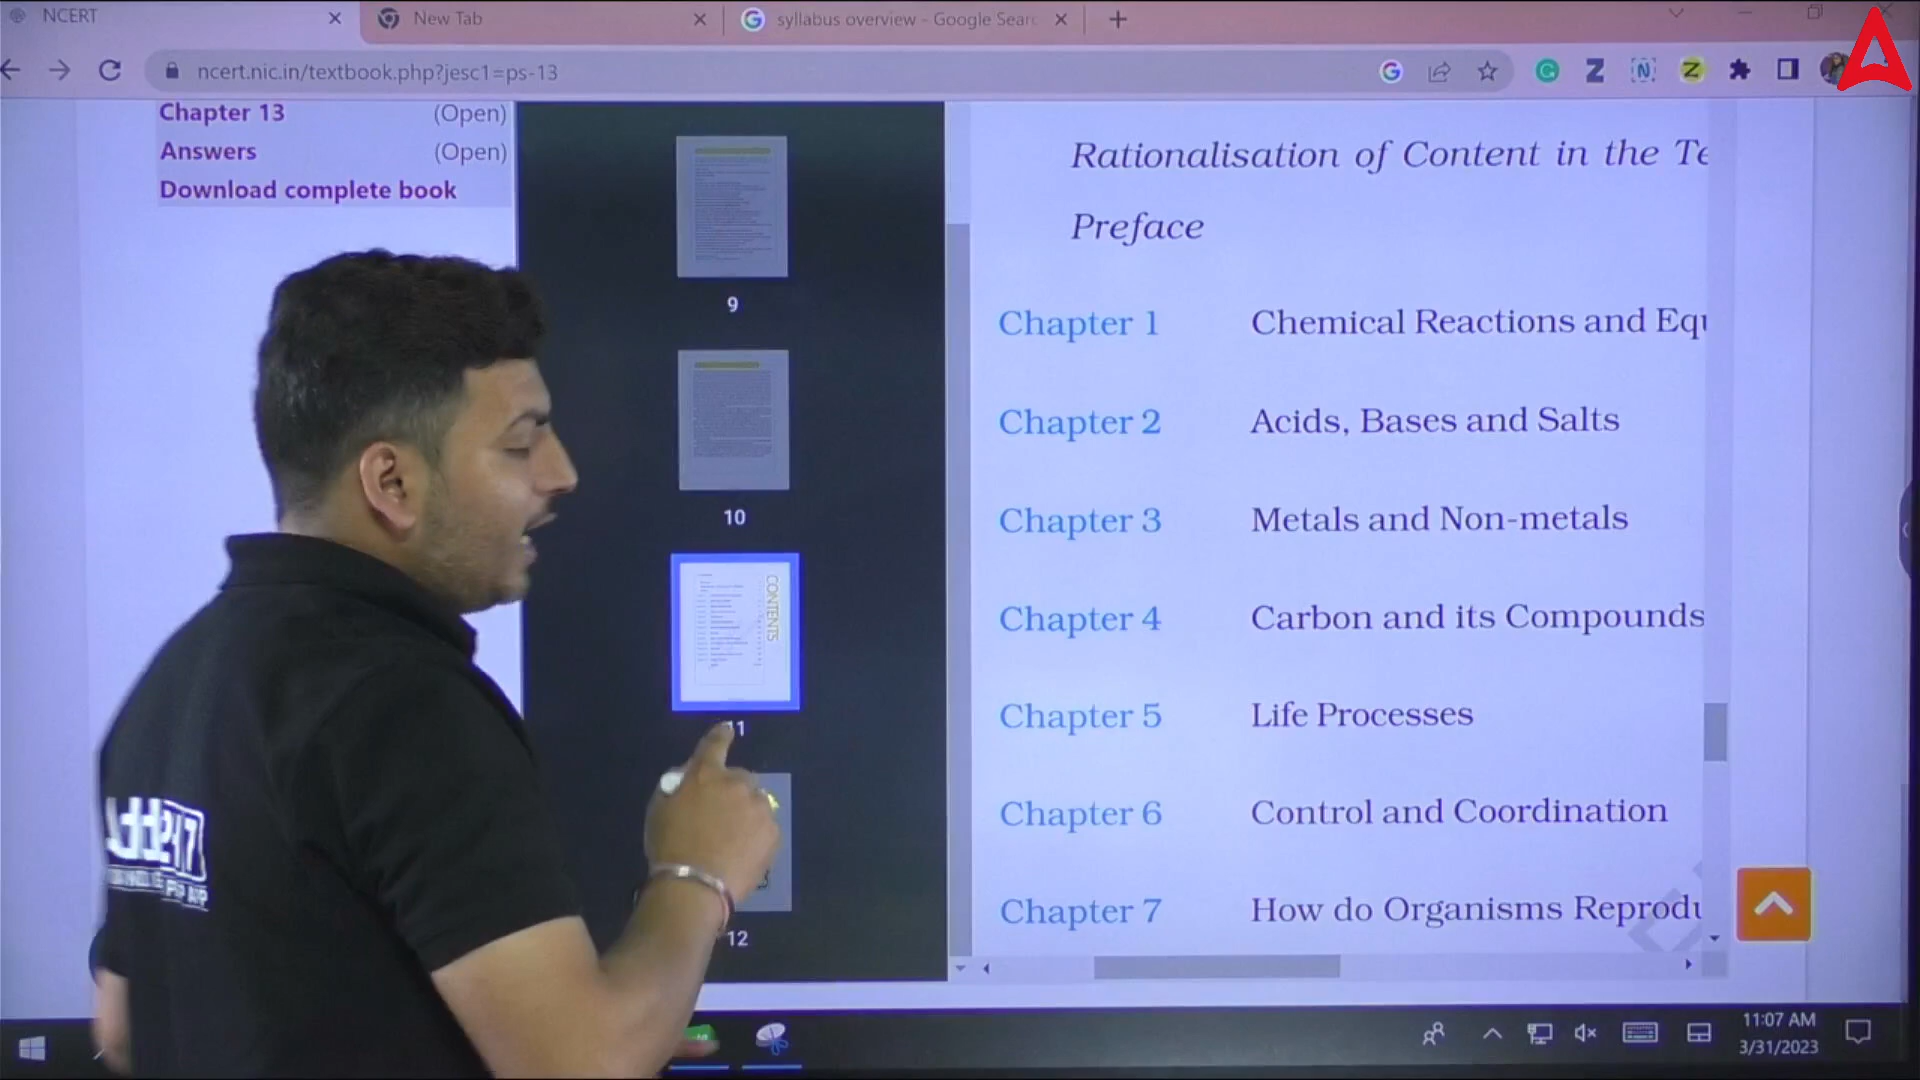 NCERT
New Tab
syllabus overview - Google Searc
ncert.nic.in/textbook.php?jesc1=ps-13
Chapter 13 (Open)
Answers (Open)
Download complete book
9
10
CONTENTS
11
12
Rationalisation of Content in the Te
Preface
Chapter 1 Chemical Reactions and Equ
Chapter 2 Acids, Bases and Salts
Chapter 3 Metals and Non-metals
Chapter 4 Carbon and its Compounds
Chapter 5 Life Processes
Chapter 6 Control and Coordination
Chapter 7 How do Organisms Reprodu
11:07 AM
3/31/2023